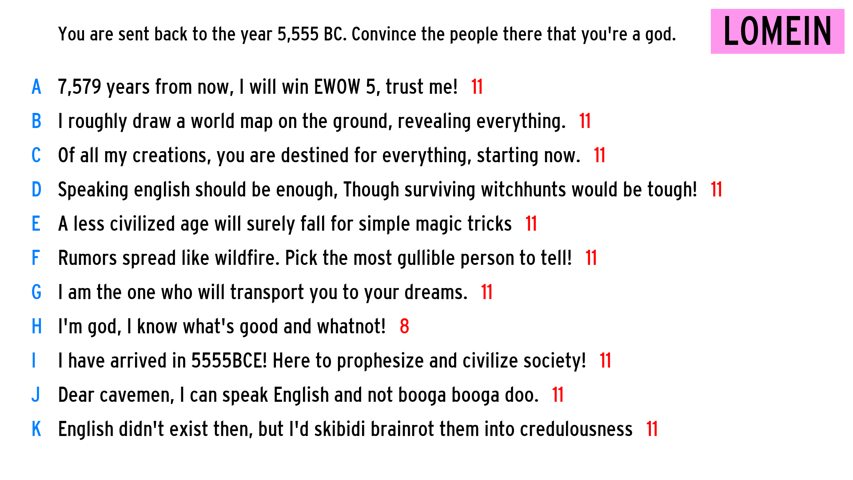 You are sent back to the year 5,555 BC. Convince the people there that you're a god.
LOMEIN
A 7,579 years from now, I will win EWOW 5, trust me! 11
B I roughly draw a world map on the ground, revealing everything. 11
C Of all my creations, you are destined for everything, starting now. 11
D Speaking english should be enough, Though surviving witchhunts would be tough! 11
E A less civilized age will surely fall for simple magic tricks 11
F Rumors spread like wildfire. Pick the most gullible person to tell! 11
G I am the one who will transport you to your dreams. 11
H I'm god, I know what's good and whatnot! 8
I I have arrived in 5555BCE! Here to prophesize and civilize society! 11
J Dear cavemen, I can speak English and not booga booga doo. 11
K English didn't exist then, but I'd skibidi brainrot them into credulousness 11